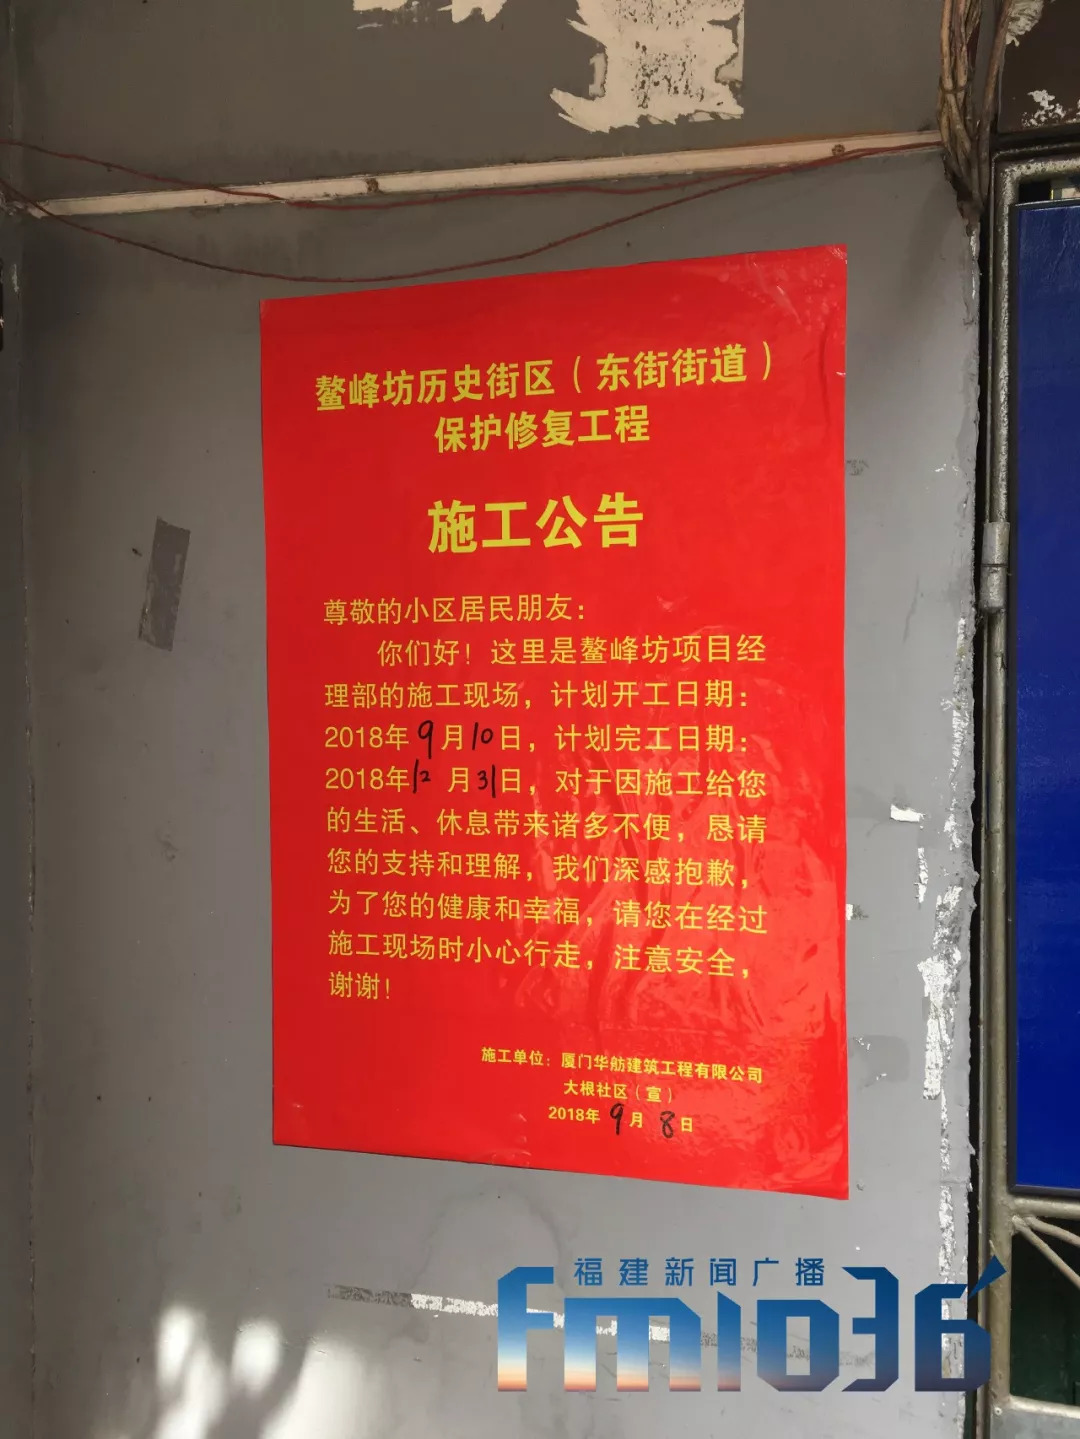 鳌峰坊历史街区（东街街道）
保护修复工程
施工公告
尊敬的小区居民朋友：
你们好！这里是鳌峰坊项目经
理部的施工现场，计划开工日期：
2018年9月10日，计划完工日期：
2018年12月31日，对于因施工给您
的生活、休息带来诸多不便，恳请
您的支持和理解，我们深感抱歉，
为了您的健康和幸福，请您在经过
施工现场时小心行走，注意安全，
谢谢！
施工单位：厦门华舫建筑工程有限公司
大根社区（宣）
2018年9月8日
福建新闻广播
FM1036